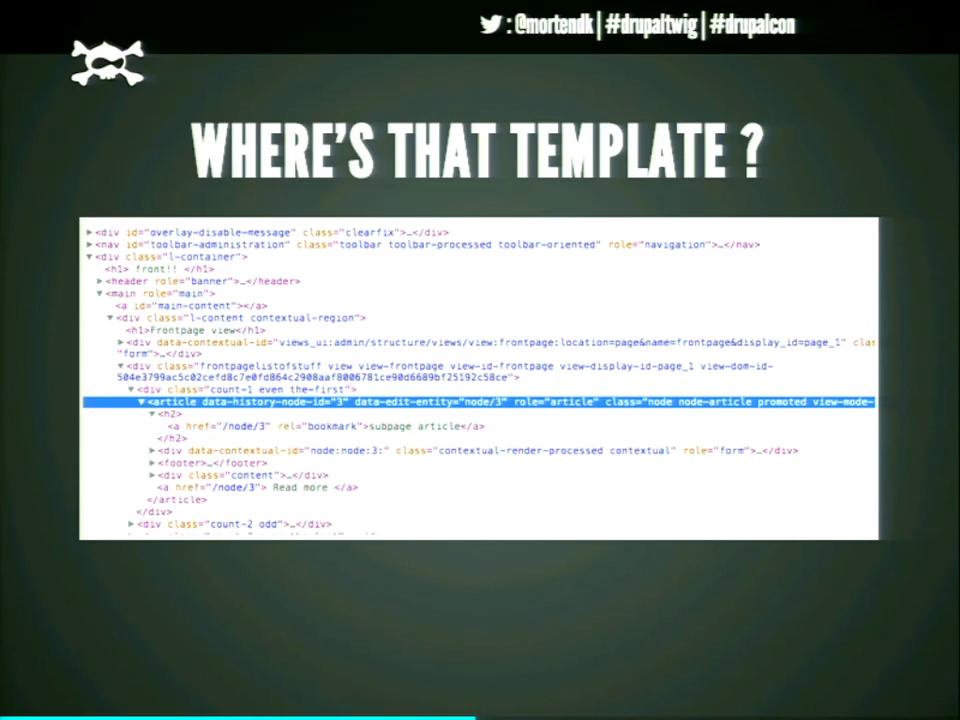 : @mortendk | #drupaltwig | #drupalcon
WHERE'S THAT TEMPLATE ?
▶<div id="overlay-disable-message" class="clearfix">…</div>
▶<nav id="toolbar-administration" class="toolbar toolbar-processed toolbar-oriented" role="navigation">…</nav>
▼<div class="l-container">
<h1> front!! </h1>
▶<header role="banner">…</header>
▼<main role="main">
<a id="main-content"></a>
▼<div class="l-content contextual-region">
<h1>Frontpage view</h1>
▶<div data-contextual-id="views_ui:admin/structure/views/view:frontpage:location=page&name=frontpage&display_id=page_1" clas
"form">…</div>
▼<div class="frontpagelistofstuff view view-frontpage view-id-frontpage view-display-id-page_1 view-dom-id-
504e3799ac5c02cefd8c7e0fd864c2908aaf8006781ce90d6689bf25192c58ce">
▼<div class="count-1 even the-first">
▼<article data-history-node-id="3" data-edit-entity="node/3" role="article" class="node node-article promoted view-mode-
▼<h2>
<a href="/node/3" rel="bookmark">subpage article</a>
</h2>
▶<div data-contextual-id="node:node:3:" class="contextual-render-processed contextual" role="form">…</div>
▶<footer>…</footer>
▶<div class="content">…</div>
<a href="/node/3"> Read more </a>
</article>
</div>
▶<div class="count-2 odd">…</div>